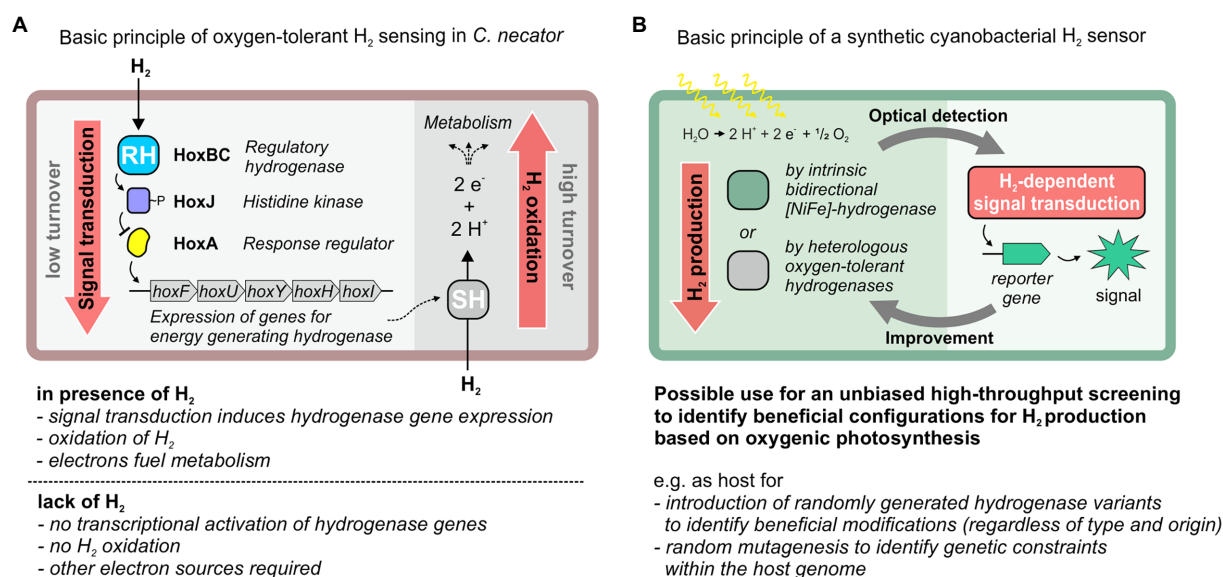 A
Basic principle of oxygen-tolerant H₂ sensing in C. necator
H₂
low turnover
Signal transduction
RH
HoxBC
Regulatory
hydrogenase
P
HoxJ
Histidine kinase
HoxA
Response regulator
hoxF
hoxU
hoxY
hoxH
hoxI
Expression of genes for
energy generating hydrogenase
Metabolism
2 e⁻
+
2 H⁺
SH
H₂
H₂ oxidation
high turnover
in presence of H₂
- signal transduction induces hydrogenase gene expression
- oxidation of H₂
- electrons fuel metabolism
lack of H₂
- no transcriptional activation of hydrogenase genes
- no H₂ oxidation
- other electron sources required
B
Basic principle of a synthetic cyanobacterial H₂ sensor
H₂O → 2 H⁺ + 2 e⁻ + ¹/₂ O₂
H₂ production
by intrinsic
bidirectional
[NiFe]-hydrogenase
or
by heterologous
oxygen-tolerant
hydrogenases
Optical detection
H₂-dependent
signal transduction
reporter
gene
signal
Improvement
Possible use for an unbiased high-throughput screening
to identify beneficial configurations for H₂ production
based on oxygenic photosynthesis
e.g. as host for
- introduction of randomly generated hydrogenase variants
to identify beneficial modifications (regardless of type and origin)
- random mutagenesis to identify genetic constraints
within the host genome